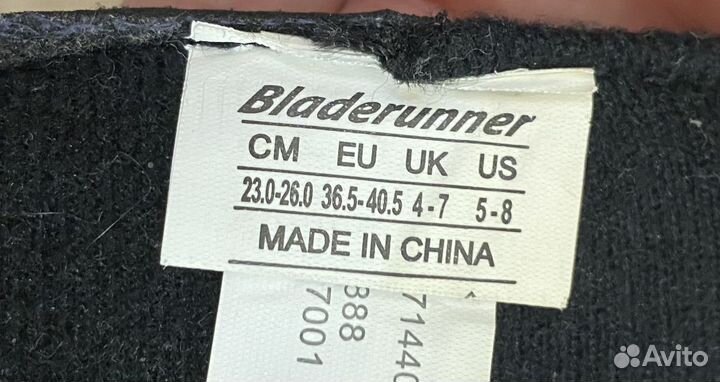 Bladerunner
CM EU UK US
23.0-26.0 36.5-40.5 4-7 5-8
MADE IN CHINA
7001
Avito